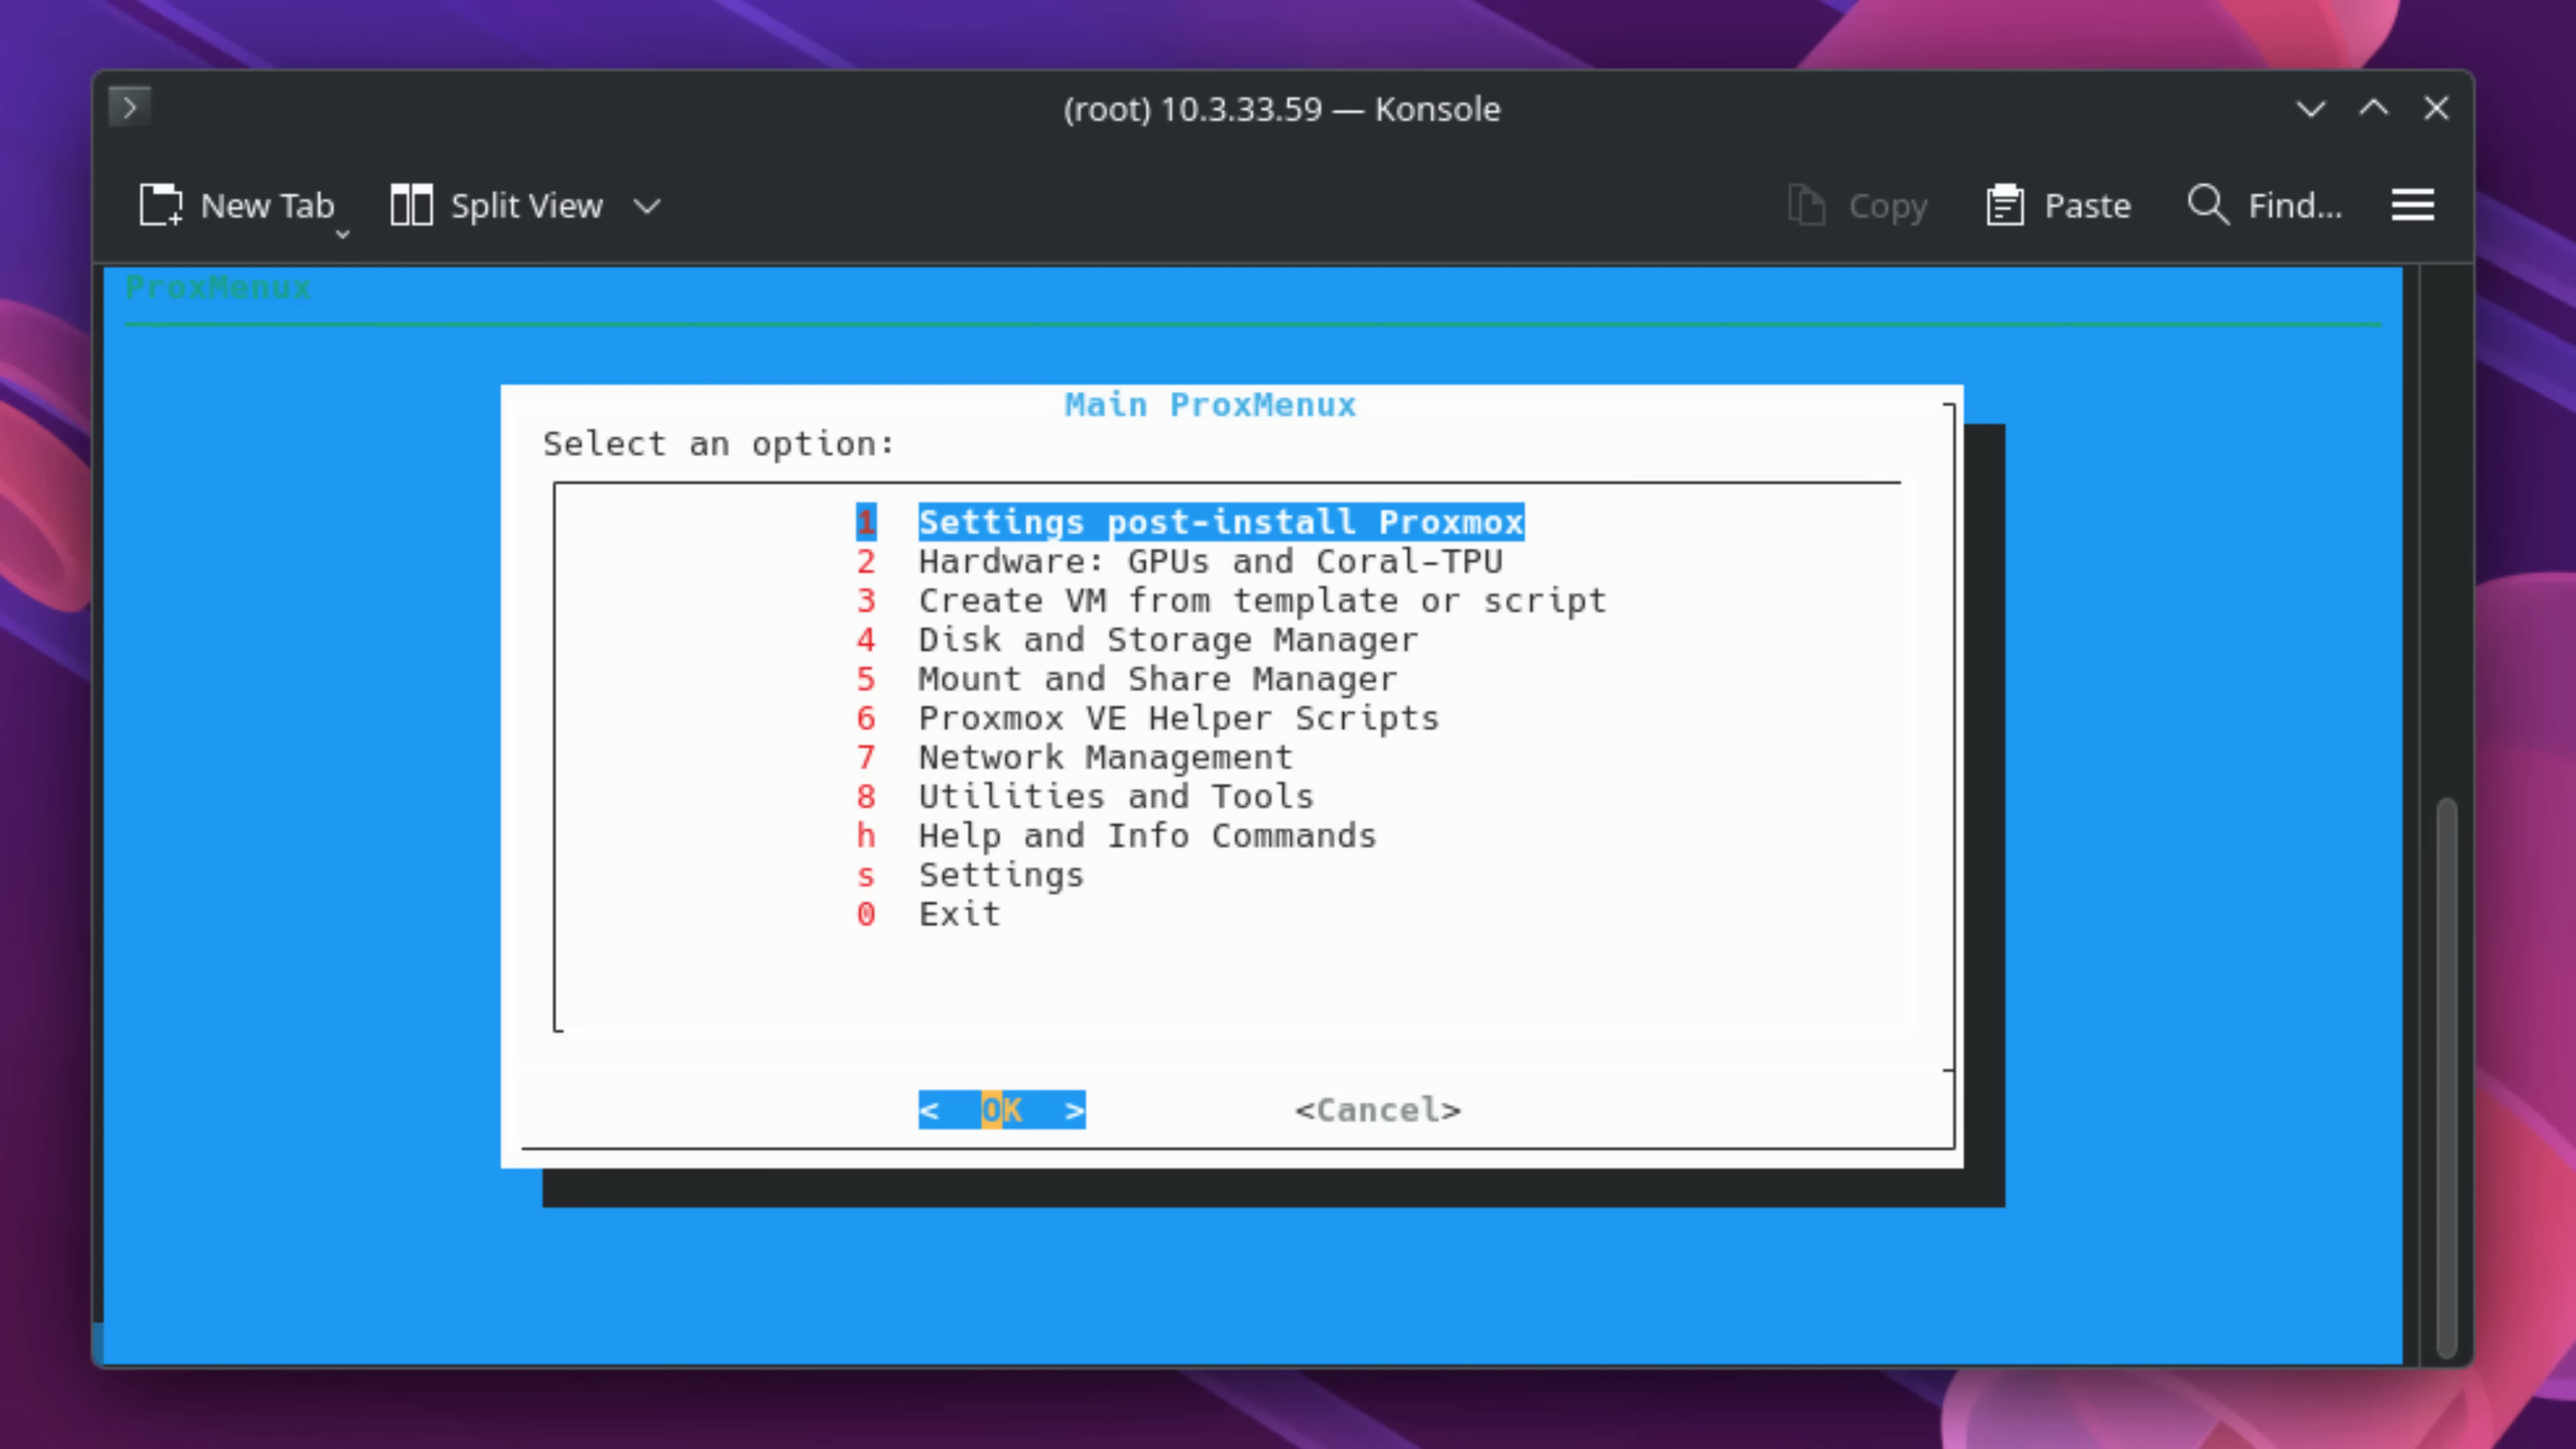 (root) 10.3.33.59 — Konsole
New Tab Split View Copy Paste Find...
ProxMenux
Main ProxMenux
Select an option:
1 Settings post-install Proxmox
2 Hardware: GPUs and Coral-TPU
3 Create VM from template or script
4 Disk and Storage Manager
5 Mount and Share Manager
6 Proxmox VE Helper Scripts
7 Network Management
8 Utilities and Tools
h Help and Info Commands
s Settings
0 Exit
< OK > <Cancel>